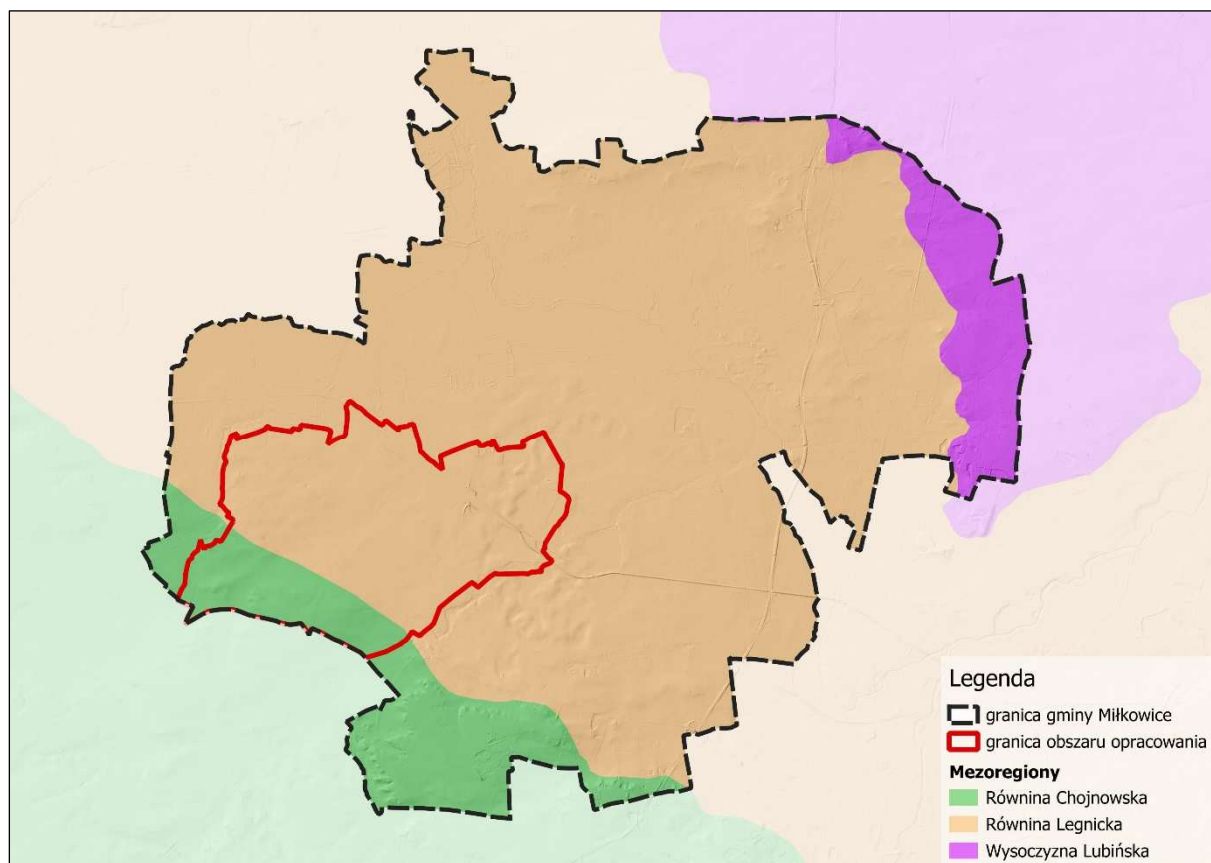 Legenda
granica gminy Miłkowice
granica obszaru opracowania
Mezoregiony
Równina Chojnowska
Równina Legnicka
Wysoczyzna Lubińska